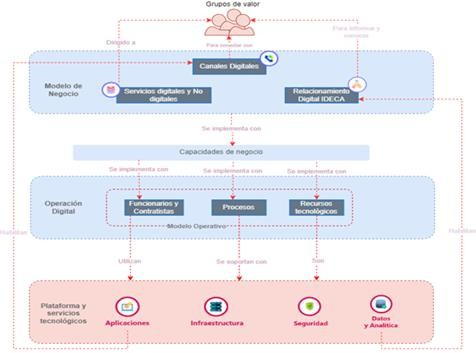 Grupos de valor
Dirigido a
Para conectar con
Para informar y
Canales Digitales
Modelo de
Negocio
Servicios digitales y No
digitales
Relacionamiento
Digital IDECA
Se implementa con
Capacidades de negocio
Se implementa con
Se implementa con
Se implementa con
Operación
Digital
Funcionarios y
Contratistas
Procesos
Recursos
tecnológicos
Modelo Operativo
Habilitan
Habilitan
Utilizan
Se soportan con
Son
Plataforma y
servicios
tecnológicos
Aplicaciones
Infraestructura
Seguridad
Datos
y Analítica